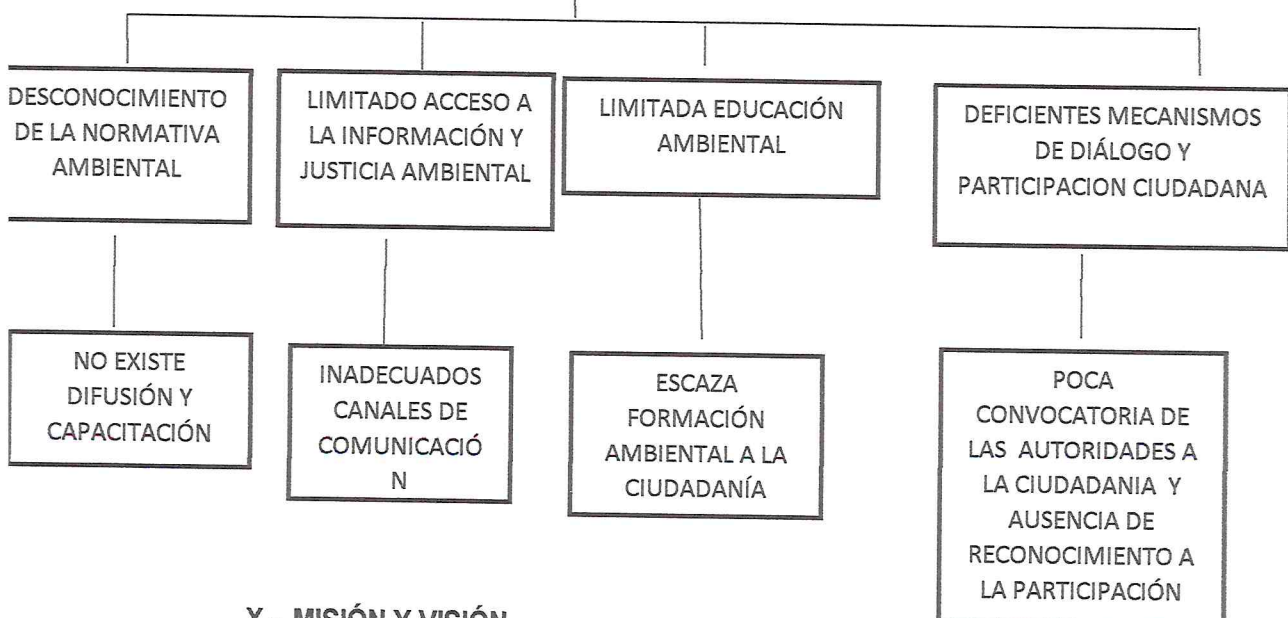 DESCONOCIMIENTO
DE LA NORMATIVA
AMBIENTAL
LIMITADO ACCESO A
LA INFORMACIÓN Y
JUSTICIA AMBIENTAL
LIMITADA EDUCACIÓN
AMBIENTAL
DEFICIENTES MECANISMOS
DE DIÁLOGO Y
PARTICIPACION CIUDADANA
NO EXISTE
DIFUSIÓN Y
CAPACITACIÓN
INADECUADOS
CANALES DE
COMUNICACIÓ
N
ESCAZA
FORMACIÓN
AMBIENTAL A LA
CIUDADANÍA
POCA
CONVOCATORIA DE
LAS AUTORIDADES A
LA CIUDADANIA Y
AUSENCIA DE
RECONOCIMIENTO A
LA PARTICIPACIÓN
X.- MISIÓN Y VISIÓN